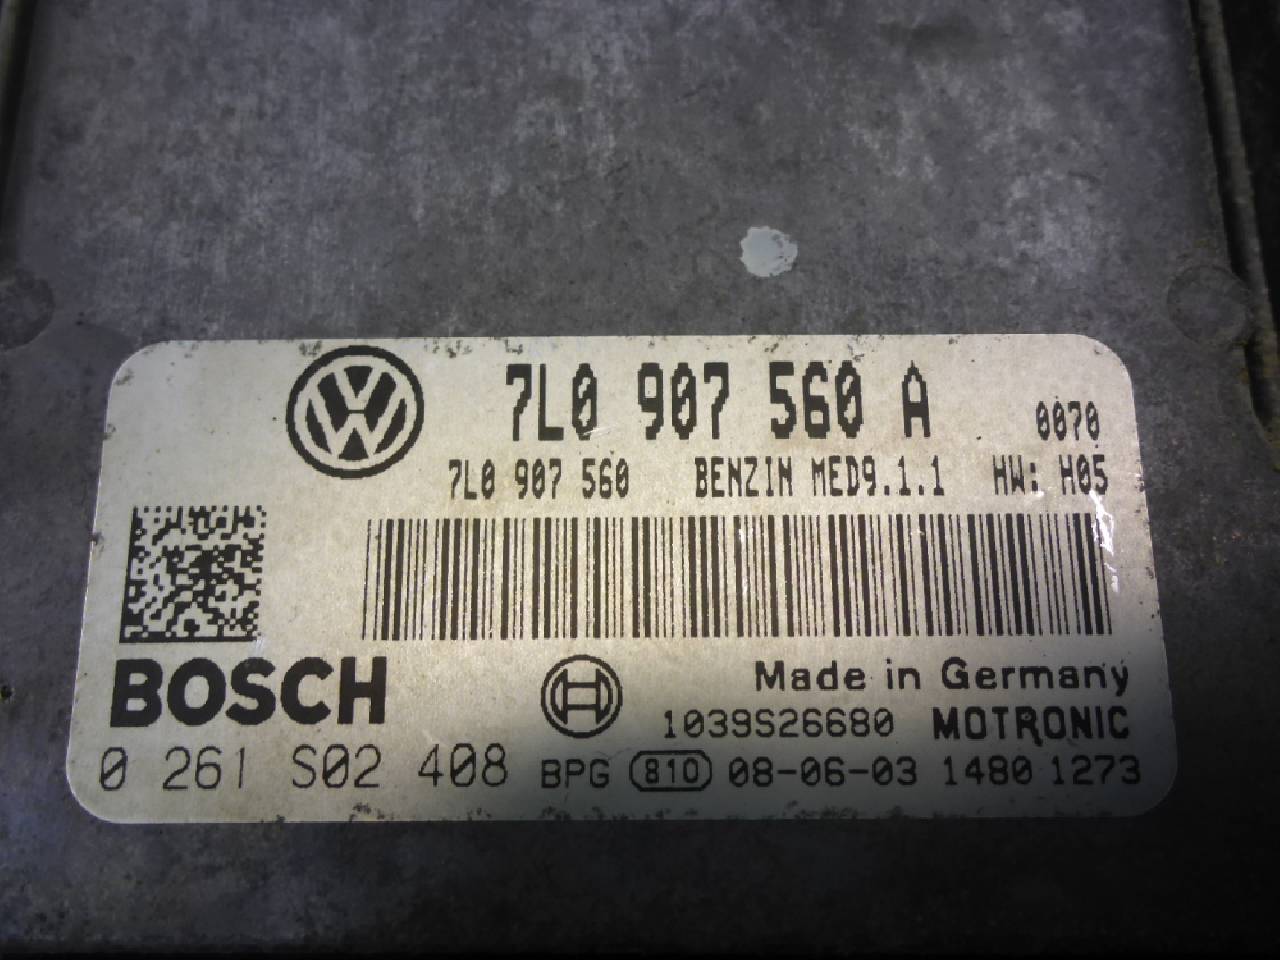 7L0 907 560 A 0070
7L0 907 560 BENZIN MED9.1.1 HW: H05
BOSCH
Made in Germany
1039S26680 MOTRONIC
0 261 S02 408 BPG 810 08-06-03 1480 1273